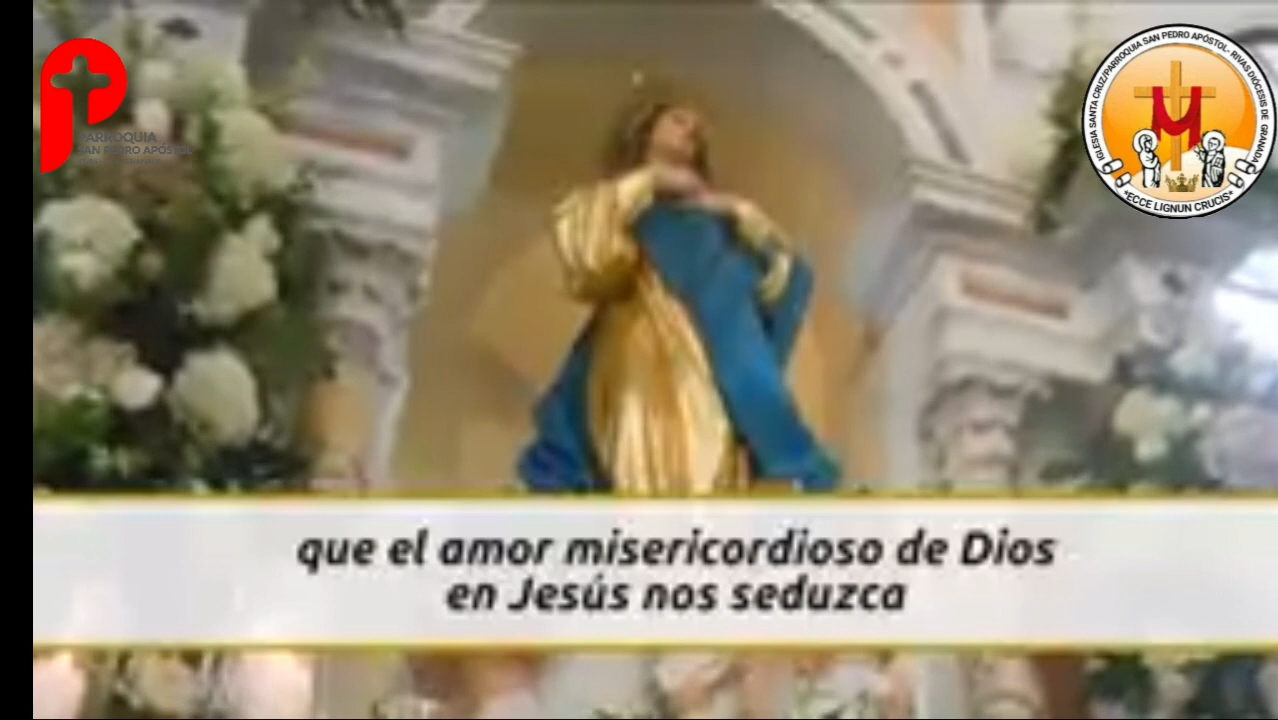 PARROQUIA
SAN PEDRO APÓSTOL
IGLESIA SANTA CRUZ/PARROQUIA SAN PEDRO APÓSTOL- RIVAS DIÓCESIS DE GRANADA
*ECCE LIGNUN CRUCIS*
que el amor misericordioso de Dios
en Jesús nos seduzca